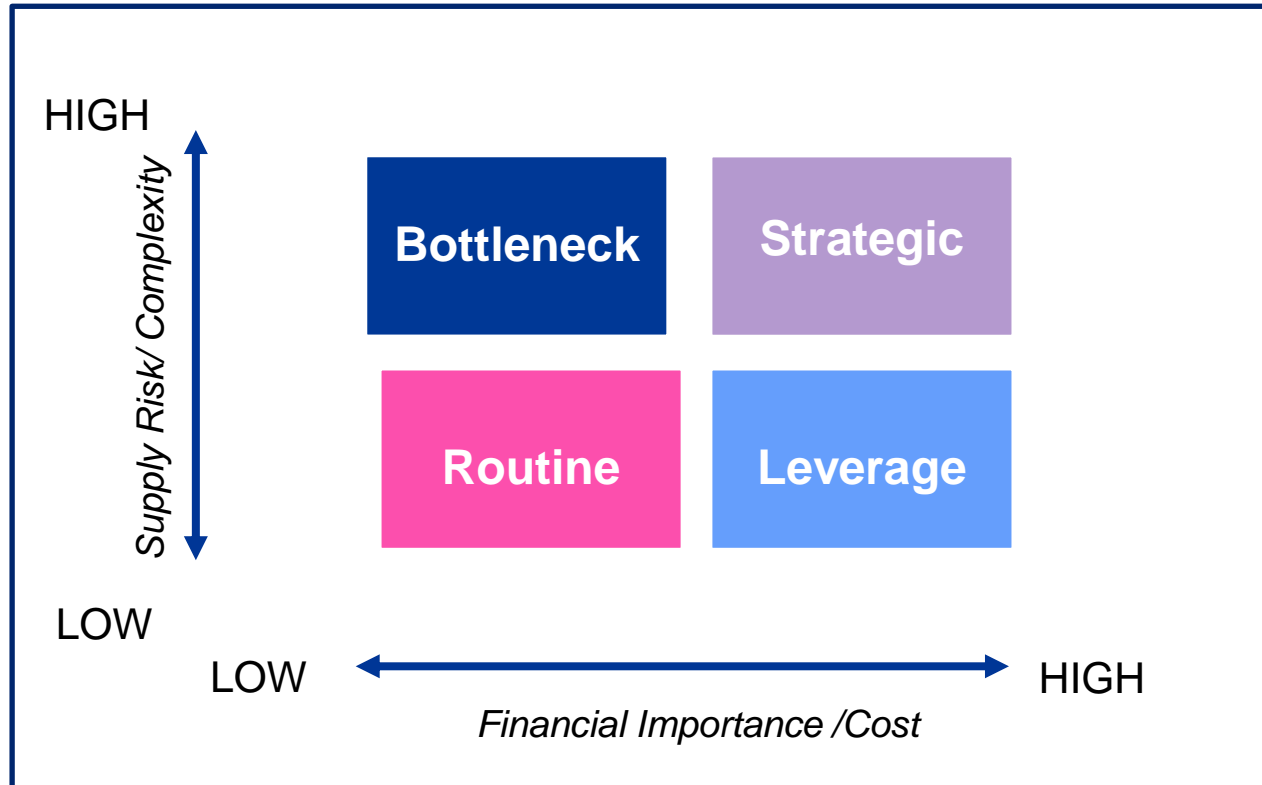 HIGH
Supply Risk/ Complexity
Bottleneck
Strategic
Routine
Leverage
LOW
LOW
HIGH
Financial Importance /Cost